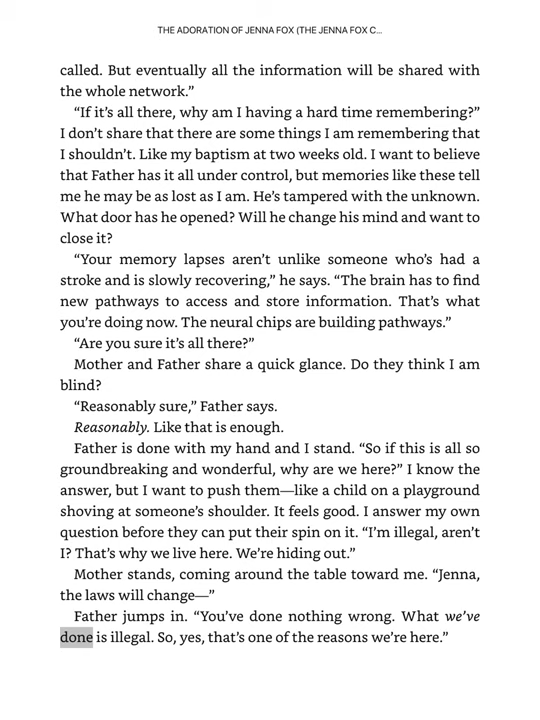 THE ADORATION OF JENNA FOX (THE JENNA FOX C...
called. But eventually all the information will be shared with
the whole network.”
“If it’s all there, why am I having a hard time remembering?”
I don’t share that there are some things I am remembering that
I shouldn’t. Like my baptism at two weeks old. I want to believe
that Father has it all under control, but memories like these tell
me he may be as lost as I am. He’s tampered with the unknown.
What door has he opened? Will he change his mind and want to
close it?
“Your memory lapses aren’t unlike someone who’s had a
stroke and is slowly recovering,” he says. “The brain has to find
new pathways to access and store information. That’s what
you’re doing now. The neural chips are building pathways.”
“Are you sure it’s all there?”
Mother and Father share a quick glance. Do they think I am
blind?
“Reasonably sure,” Father says.
Reasonably. Like that is enough.
Father is done with my hand and I stand. “So if this is all so
groundbreaking and wonderful, why are we here?” I know the
answer, but I want to push them—like a child on a playground
shoving at someone’s shoulder. It feels good. I answer my own
question before they can put their spin on it. “I’m illegal, aren’t
I? That’s why we live here. We’re hiding out.”
Mother stands, coming around the table toward me. “Jenna,
the laws will change—”
Father jumps in. “You’ve done nothing wrong. What we’ve
done is illegal. So, yes, that’s one of the reasons we’re here.”